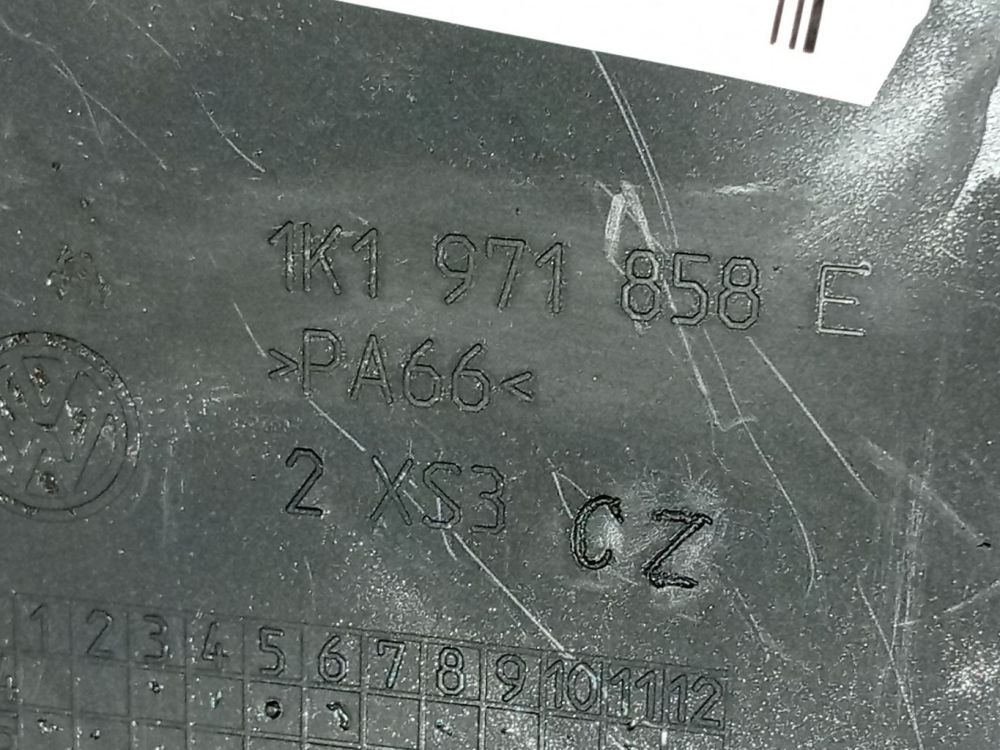 1K1 971 858 E
>PA66<
2 XS3 CZ
1 2 3 4 5 6 7 8 9 10 11 12